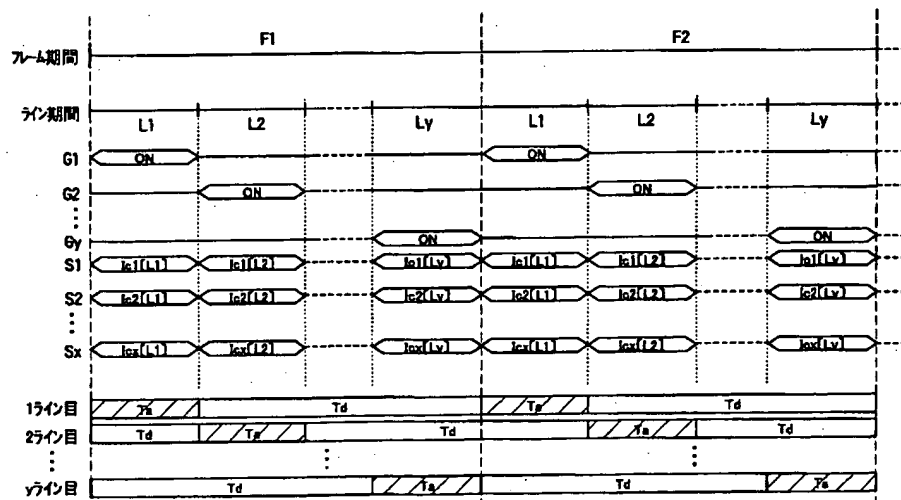 F1 F2
フレーム期間
ライン期間
L1 L2 Ly L1 L2 Ly
G1 ON ON
G2 ON ON
Gy ON ON
S1 Ic1[L1] Ic1[L2] Ic1[Ly] Ic1[L1] Ic1[L2] Ic1[Ly]
S2 Ic2[L1] Ic2[L2] Ic2[Ly] Ic2[L1] Ic2[L2] Ic2[Ly]
Sx Icx[L1] Icx[L2] Icx[Ly] Icx[L1] Icx[L2] Icx[Ly]
1ライン目 Ta Td Ta Td
2ライン目 Td Ta Td Ta Td
yライン目 Td Ta Td Ta